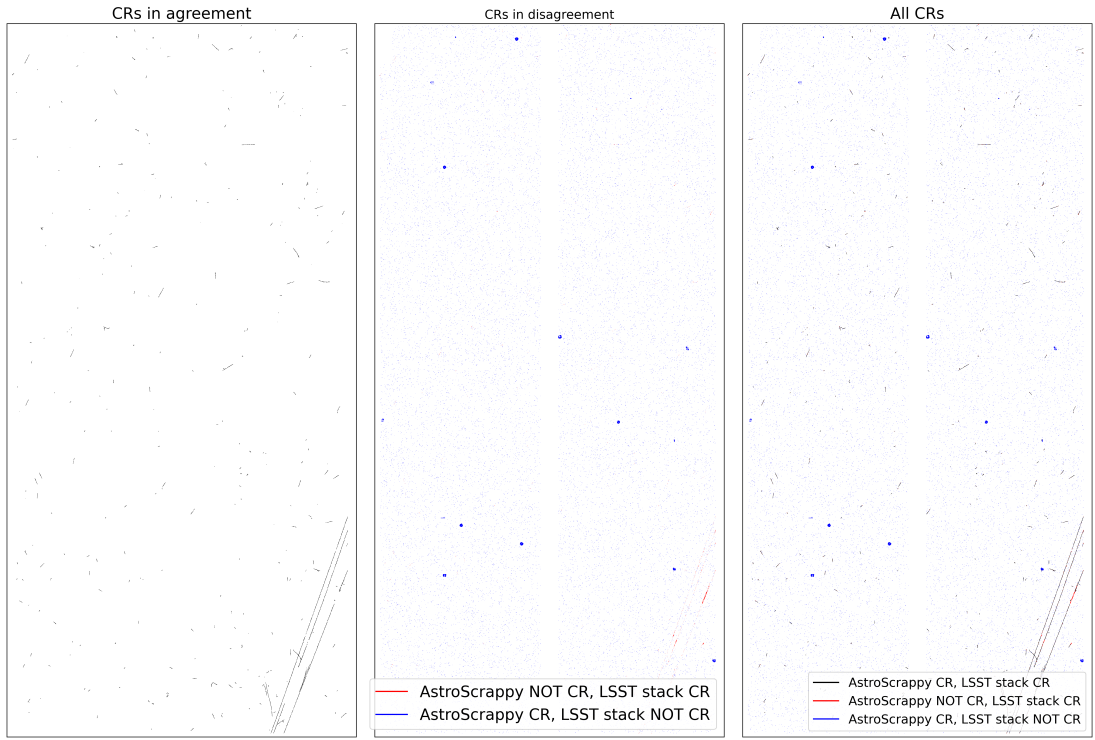 CRs in agreement
CRs in disagreement
All CRs
AstroScrappy NOT CR, LSST stack CR
AstroScrappy CR, LSST stack NOT CR
AstroScrappy CR, LSST stack CR
AstroScrappy NOT CR, LSST stack CR
AstroScrappy CR, LSST stack NOT CR